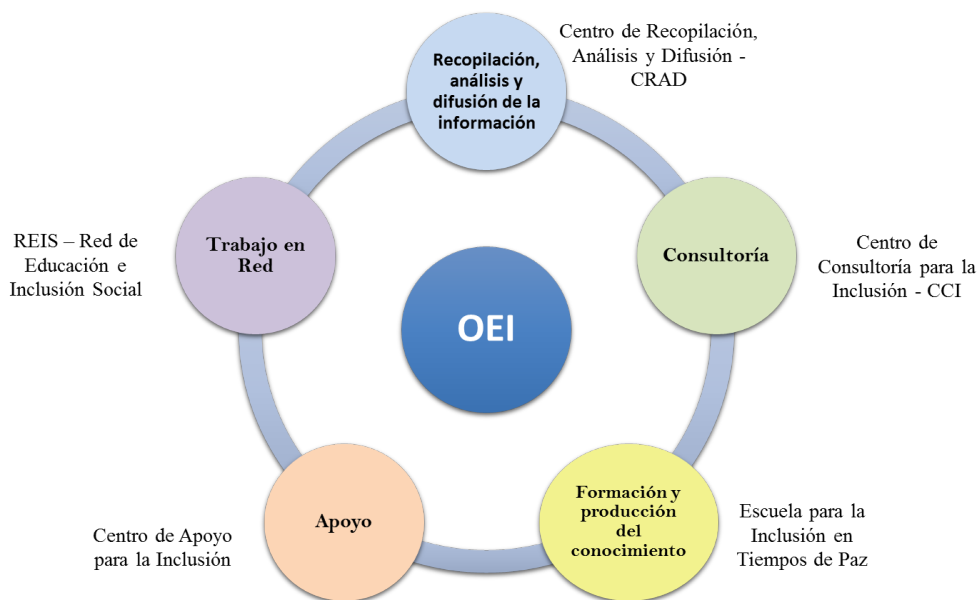 Centro de Recopilación,
Análisis y Difusión -
CRAD
Recopilación,
análisis y
difusión de la
información
REIS – Red de
Educación e
Inclusión Social
Trabajo en
Red
Consultoría
Centro de
Consultoría para la
Inclusión - CCI
OEI
Centro de Apoyo
para la Inclusión
Apoyo
Formación y
producción
del
conocimiento
Escuela para la
Inclusión en
Tiempos de Paz